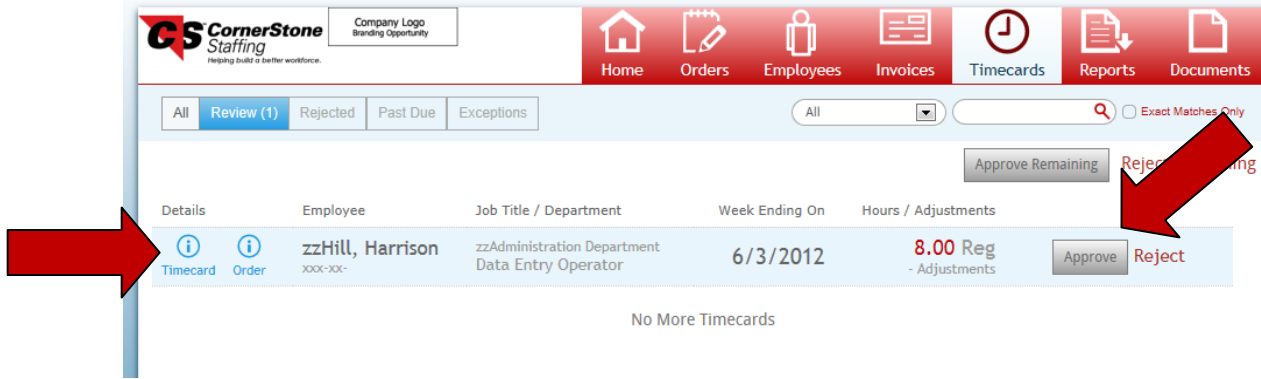 CS CornerStone
Staffing
Helping build a better workforce.
Company Logo
Branding Opportunity
Home Orders Employees Invoices Timecards Reports Documents
All Review (1) Rejected Past Due Exceptions All Exact Matches Only
Approve Remaining
Details Employee Job Title / Department Week Ending On Hours / Adjustments
zzHill, Harrison zzAdministration Department 6/3/2012 8.00 Reg Approve Reject
Timecard Order xxx-xx- Data Entry Operator - Adjustments
No More Timecards